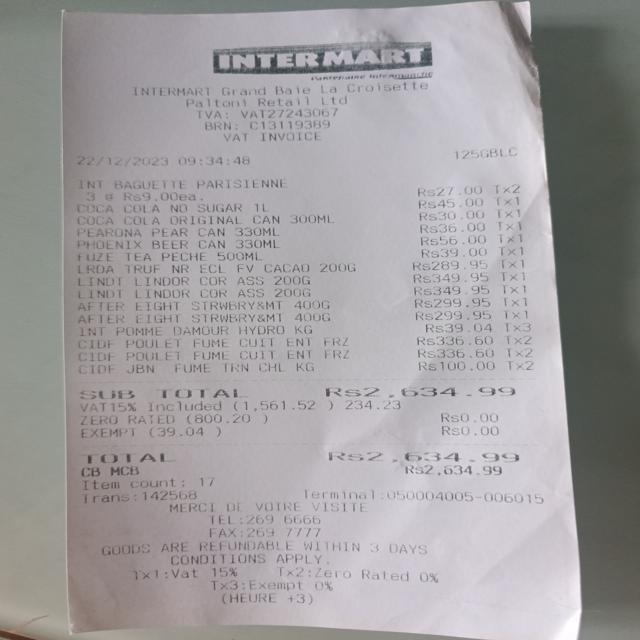 INTERMART
l'enseigne intermarché
INTERMART Grand Baie La Croisette
Paltoni Retail Ltd
TVA: VAT27243067
BRN: C13119389
VAT INVOICE
22/12/2023 09:34:48 125GBLC
INT BAGUETTE PARISIENNE
3 @ Rs9.00ea. Rs27.00 Tx2
COCA COLA NO SUGAR 1L Rs45.00 Tx1
COCA COLA ORIGINAL CAN 300ML Rs30.00 Tx1
PEARONA PEAR CAN 330ML Rs36.00 Tx1
PHOENIX BEER CAN 330ML Rs56.00 Tx1
FUZE TEA PECHE 500ML Rs39.00 Tx1
LRDA TRUF NR ECL FV CACAO 200G Rs289.95 Tx1
LINDT LINDOR COR ASS 200G Rs349.95 Tx1
LINDT LINDOR COR ASS 200G Rs349.95 Tx1
AFTER EIGHT STRWBRY&MT 400G Rs299.95 Tx1
AFTER EIGHT STRWBRY&MT 400G Rs299.95 Tx1
INT POMME DAMOUR HYDRO KG Rs39.04 Tx3
CIDF POULET FUME CUIT ENT FRZ Rs336.60 Tx2
CIDF POULET FUME CUIT ENT FRZ Rs336.60 Tx2
CIDF JBN FUME TRN CHL KG Rs100.00 Tx2
SUB TOTAL Rs2,634.99
VAT15% Included (1,561.52 ) 234.23
ZERO RATED (800.20 ) Rs0.00
EXEMPT (39.04 ) Rs0.00
TOTAL Rs2,634.99
CB MCB Rs2,634.99
Item count: 17
Trans:142568 Terminal:050004005-006015
MERCI DE VOTRE VISITE
TEL:269 6666
FAX:269 7777
GOODS ARE REFUNDABLE WITHIN 3 DAYS
CONDITIONS APPLY.
Tx1:Vat 15% Tx2:Zero Rated 0%
Tx3:Exempt 0%
(HEURE +3)